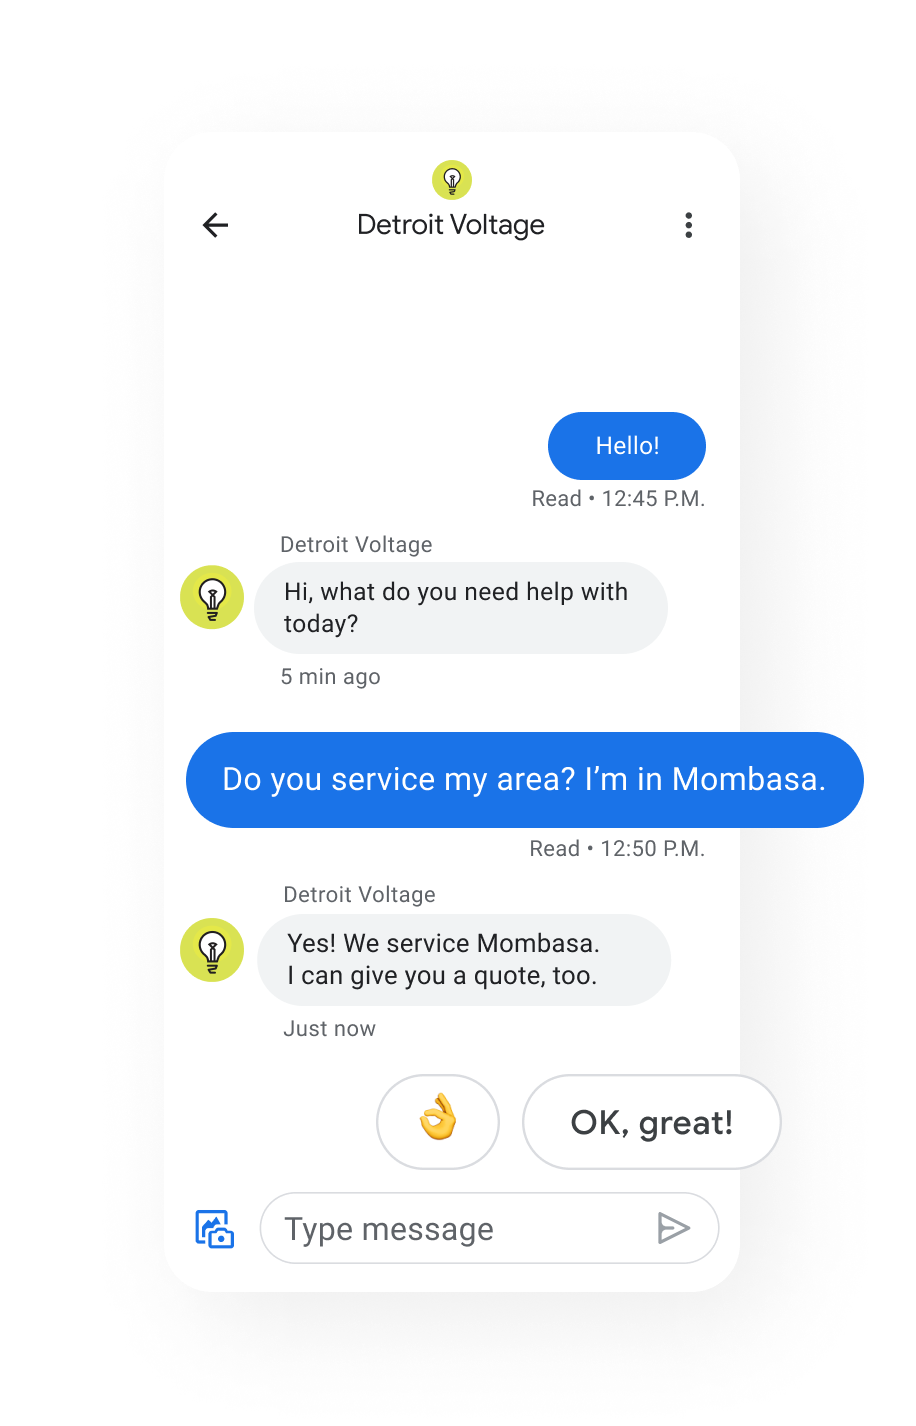 Detroit Voltage
Hello!
Read • 12:45 P.M.
Detroit Voltage
Hi, what do you need help with
today?
5 min ago
Do you service my area? I’m in Mombasa.
Read • 12:50 P.M.
Detroit Voltage
Yes! We service Mombasa.
I can give you a quote, too.
Just now
👌 OK, great!
Type message